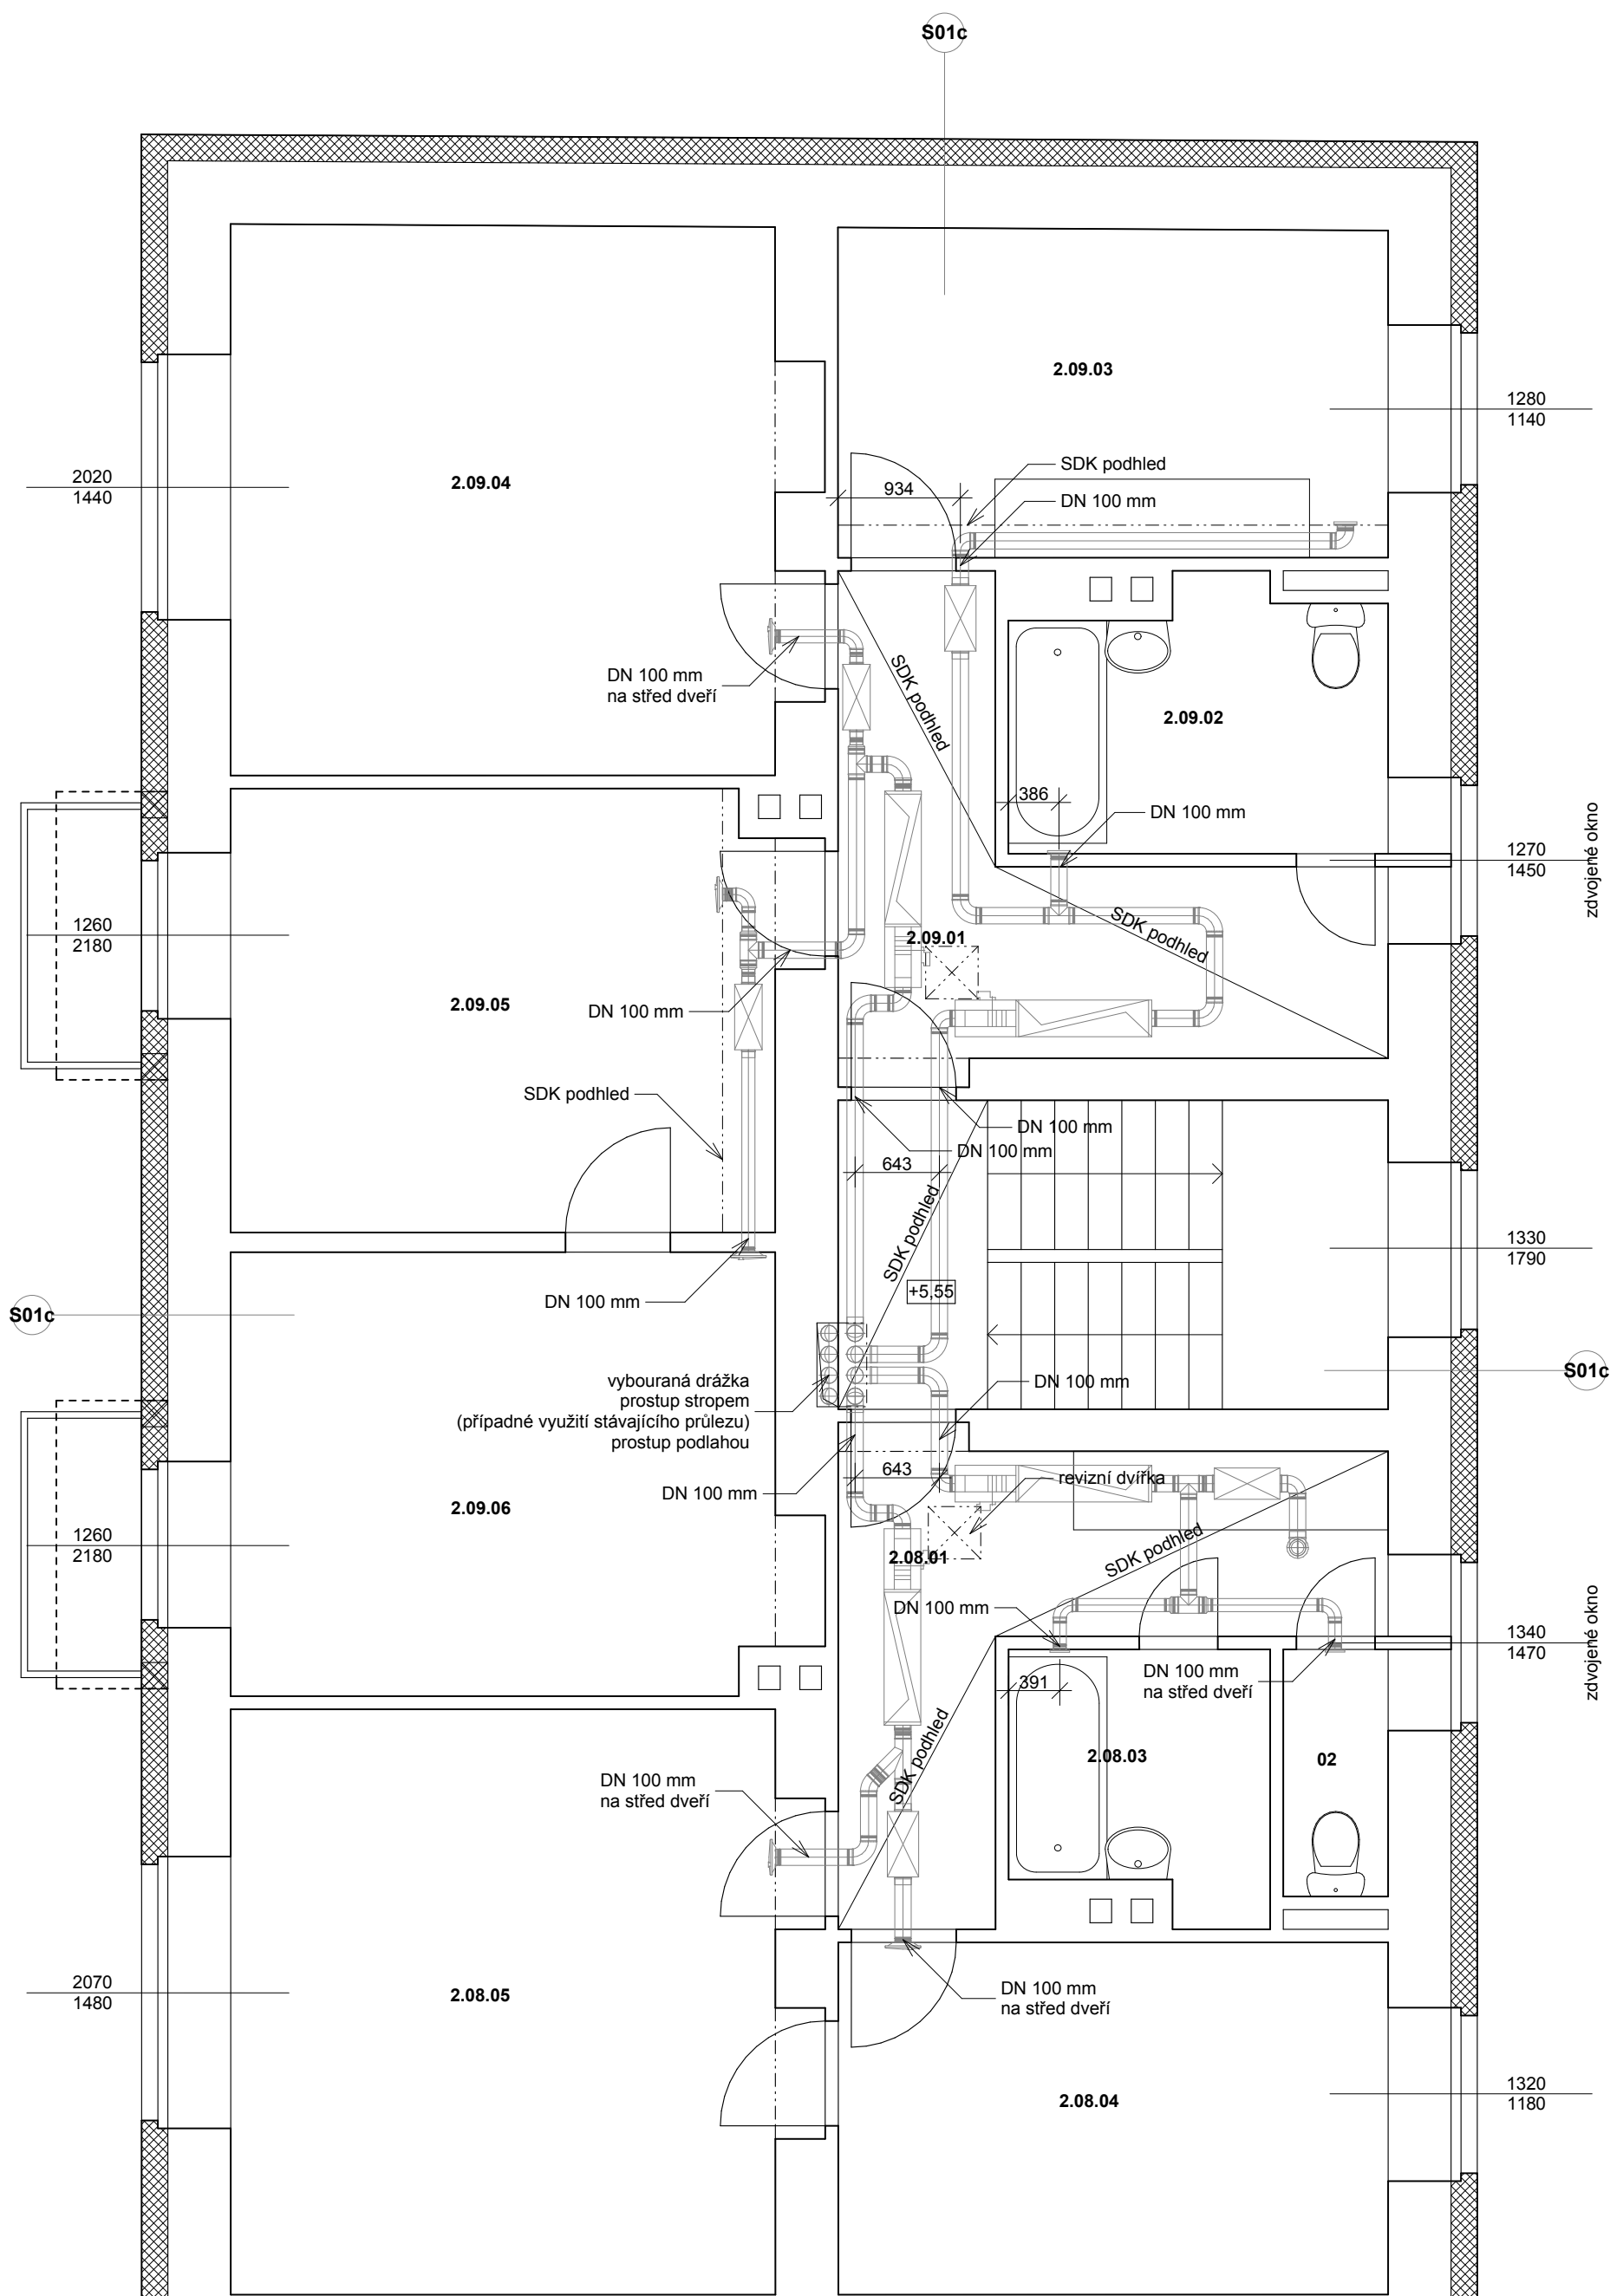 S01c
2.09.03
1280
1140
SDK podhled
2020
1440
2.09.04
934
DN 100 mm
DN 100 mm
na střed dveří
SDK podhled
2.09.02
386
DN 100 mm
zdvojené okno
1270
1450
1260
2180
2.09.01
SDK podhled
2.09.05
DN 100 mm
SDK podhled
DN 100 mm
DN 100 mm
643
SDK podhled
1330
1790
+5,55
DN 100 mm
S01c
S01c
vybouraná drážka
prostup stropem
(případné využití stávajícího průlezu)
prostup podlahou
DN 100 mm
643
revizní dvířka
DN 100 mm
2.09.06
1260
2180
2.08.01
SDK podhled
DN 100 mm
zdvojené okno
1340
1470
DN 100 mm
na střed dveří
391
SDK podhled
2.08.03
02
DN 100 mm
na střed dveří
2070
1480
2.08.05
DN 100 mm
na střed dveří
2.08.04
1320
1180